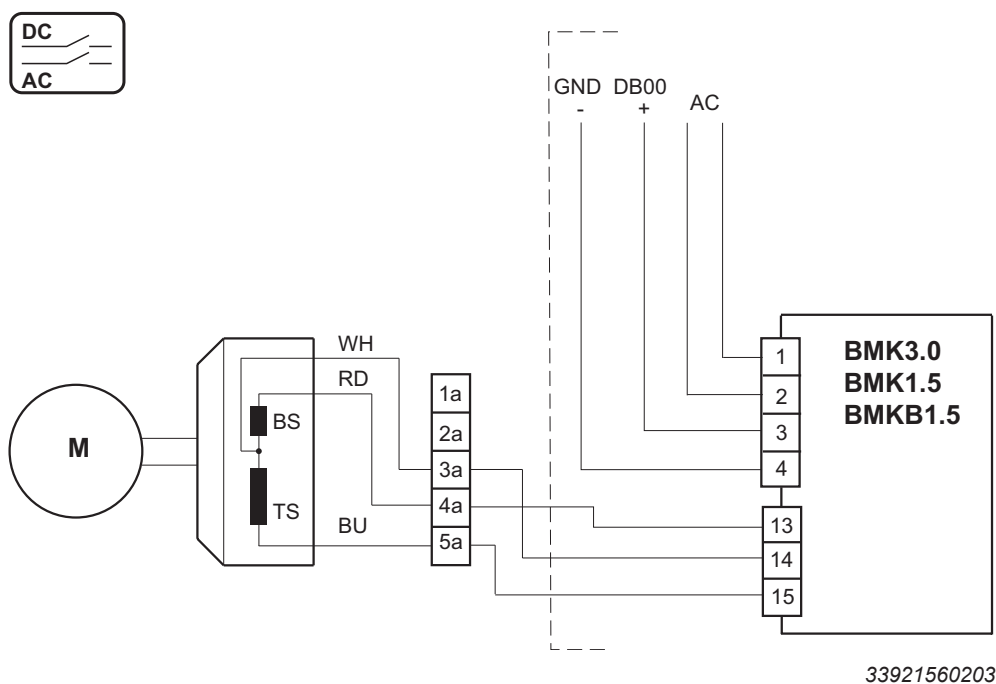 DC
AC
GND DB00 AC
- +
BMK3.0
BMK1.5
BMKB1.5
1
2
3
4
13
14
15
WH
RD
BU
BS
TS
M
1a
2a
3a
4a
5a
33921560203